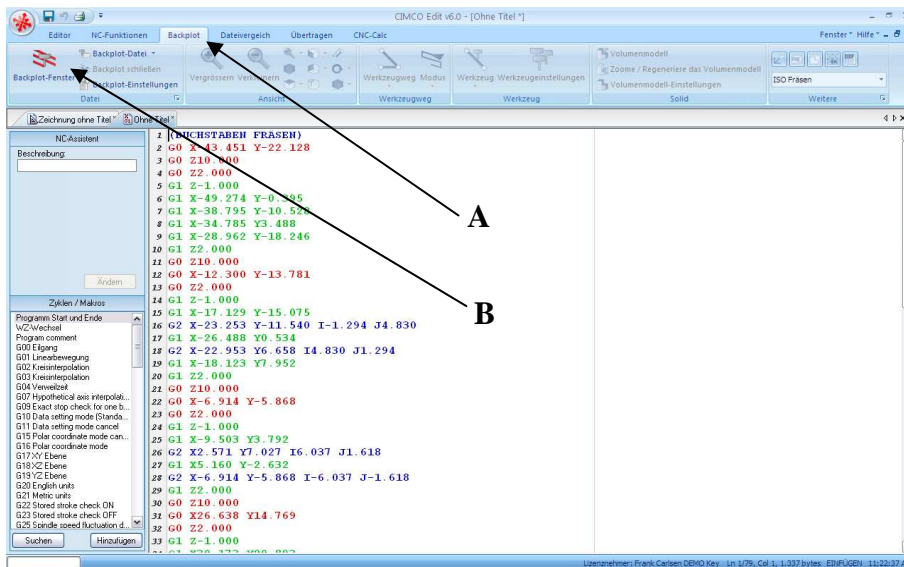 CIMCO Edit v6.0 - [Ohne Titel *]
Editor NC-Funktionen Backplot Dateivergleich Übertragen CNC-Calc Fenster Hilfe
Backplot-Fenster
Backplot-Datei
Backplot schließen
Backplot-Einstellungen
Datei
Vergrössern Verkleinern
Ansicht
Werkzeugweg Modus
Werkzeugweg
Werkzeug Werkzeugeinstellungen
Werkzeug
Volumenmodell
Zoome / Regeneriere das Volumenmodell
Volumenmodell-Einstellungen
Solid
ISO Fräsen
Weitere
Zeichnung ohne Titel * Ohne Titel *
NC-Assistent
Beschreibung:
Ändern
Zyklen / Makros
Programm Start und Ende
WZ-Wechsel
Program comment
G00 Eilgang
G01 Linearbewegung
G02 Kreisinterpolation
G03 Kreisinterpolation
G04 Verweilzeit
G07 Hypothetical axis interpolati...
G09 Exact stop check for one b...
G10 Data setting mode (Standa...
G11 Data setting mode cancel
G15 Polar coordinate mode can...
G16 Polar coordinate mode
G17 XY Ebene
G18 XZ Ebene
G19 YZ Ebene
G20 English units
G21 Metric units
G22 Stored stroke check ON
G23 Stored stroke check OFF
G25 Spindle speed fluctuation d...
Suchen Hinzufügen
1 (BUCHSTABEN FRÄSEN)
2 G0 X-43.451 Y-22.128
3 G0 Z10.000
4 G0 Z2.000
5 G1 Z-1.000
6 G1 X-49.274 Y-0.395
7 G1 X-38.795 Y-10.528
8 G1 X-34.785 Y3.488
9 G1 X-28.962 Y-18.246
10 G1 Z2.000
11 G0 Z10.000
12 G0 X-12.300 Y-13.781
13 G0 Z2.000
14 G1 Z-1.000
15 G1 X-17.129 Y-15.075
16 G2 X-23.253 Y-11.540 I-1.294 J4.830
17 G1 X-26.488 Y0.534
18 G2 X-22.953 Y6.658 I4.830 J1.294
19 G1 X-18.123 Y7.952
20 G1 Z2.000
21 G0 Z10.000
22 G0 X-6.914 Y-5.868
23 G0 Z2.000
24 G1 Z-1.000
25 G1 X-9.503 Y3.792
26 G2 X2.571 Y7.027 I6.037 J1.618
27 G1 X5.160 Y-2.632
28 G2 X-6.914 Y-5.868 I-6.037 J-1.618
29 G1 Z2.000
30 G0 Z10.000
31 G0 X26.638 Y14.769
32 G0 Z2.000
33 G1 Z-1.000
A
B
Lizenznehmer: Frank Carlsen DEMO Key Ln 1/79, Col 1, 1.337 bytes EINFÜGEN 11:22:37